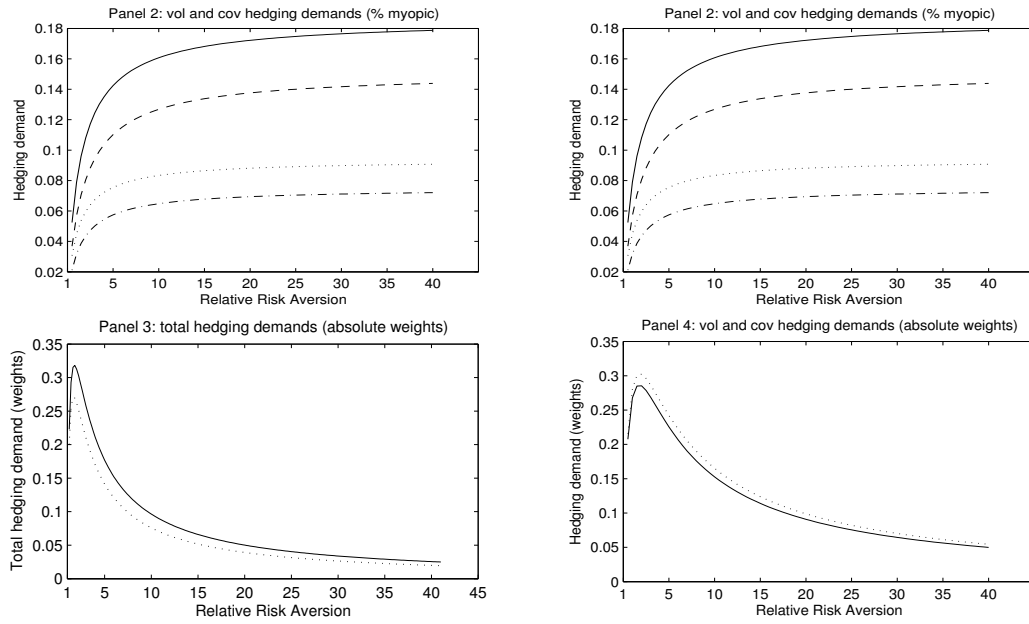 Panel 2: vol and cov hedging demands (% myopic)
0.18
0.16
0.14
0.12
0.1
0.08
0.06
0.04
0.02
Hedging demand
1 5 10 15 20 25 30 35 40
Relative Risk Aversion
Panel 2: vol and cov hedging demands (% myopic)
0.18
0.16
0.14
0.12
0.1
0.08
0.06
0.04
0.02
Hedging demand
1 5 10 15 20 25 30 35 40
Relative Risk Aversion
Panel 3: total hedging demands (absolute weights)
0.35
0.3
0.25
0.2
0.15
0.1
0.05
0
Total hedging demand (weights)
1 5 10 15 20 25 30 35 40 45
Relative Risk Aversion
Panel 4: vol and cov hedging demands (absolute weights)
0.35
0.3
0.25
0.2
0.15
0.1
0.05
0
Hedging demand (weights)
1 5 10 15 20 25 30 35 40
Relative Risk Aversion